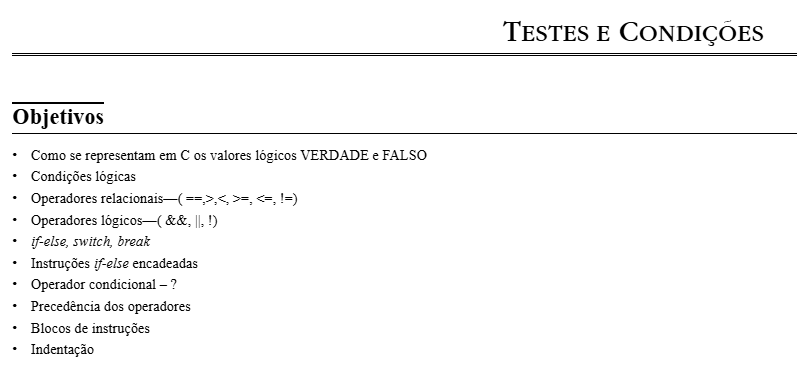 TESTES E CONDIÇÕES
Objetivos
• Como se representam em C os valores lógicos VERDADE e FALSO
• Condições lógicas
• Operadores relacionais—( ==,>,<, >=, <=, !=)
• Operadores lógicos—( &&, ||, !)
• if-else, switch, break
• Instruções if-else encadeadas
• Operador condicional – ?
• Precedência dos operadores
• Blocos de instruções
• Indentação